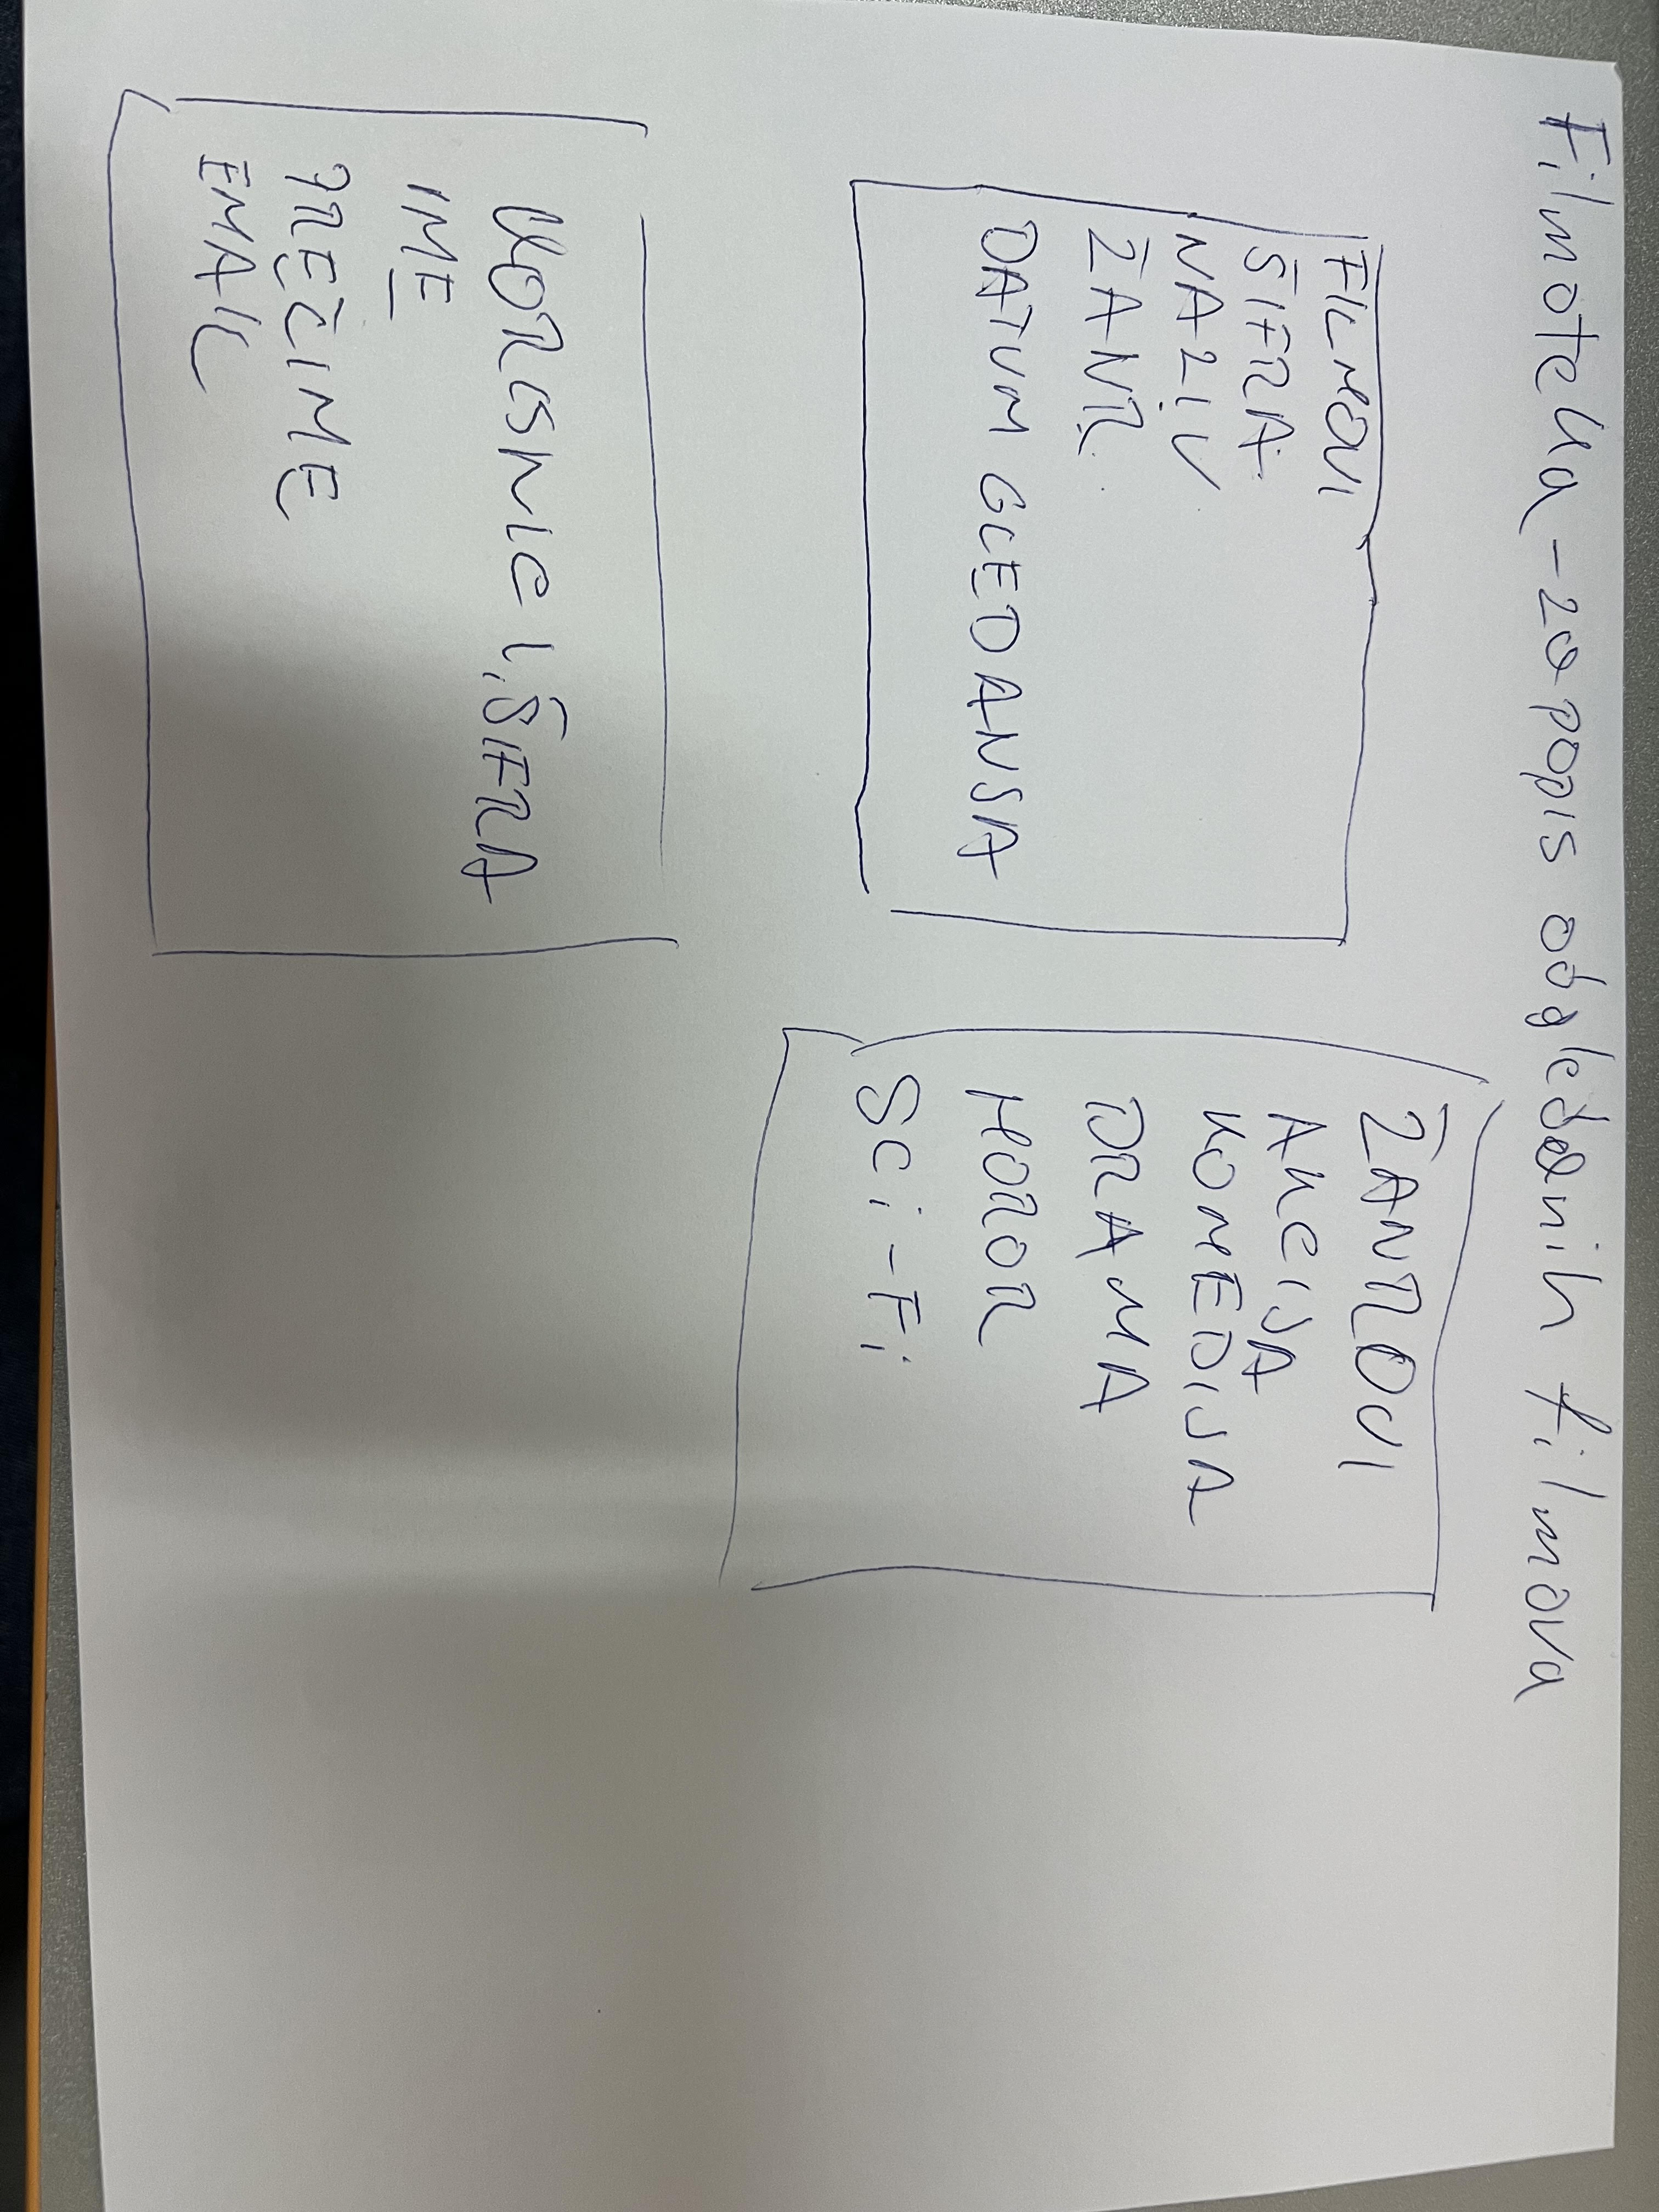 Filmoteka - za popis odgledanih filmova
FILMOVI
ŠIFRA
NAZIV
ŽANR
DATUM GLEDANJA
ŽANROVI
AKCIJA
KOMEDIJA
DRAMA
HOROR
SCi-Fi
KORISNICI, ŠIFRA
IME
PREZIME
EMAIL